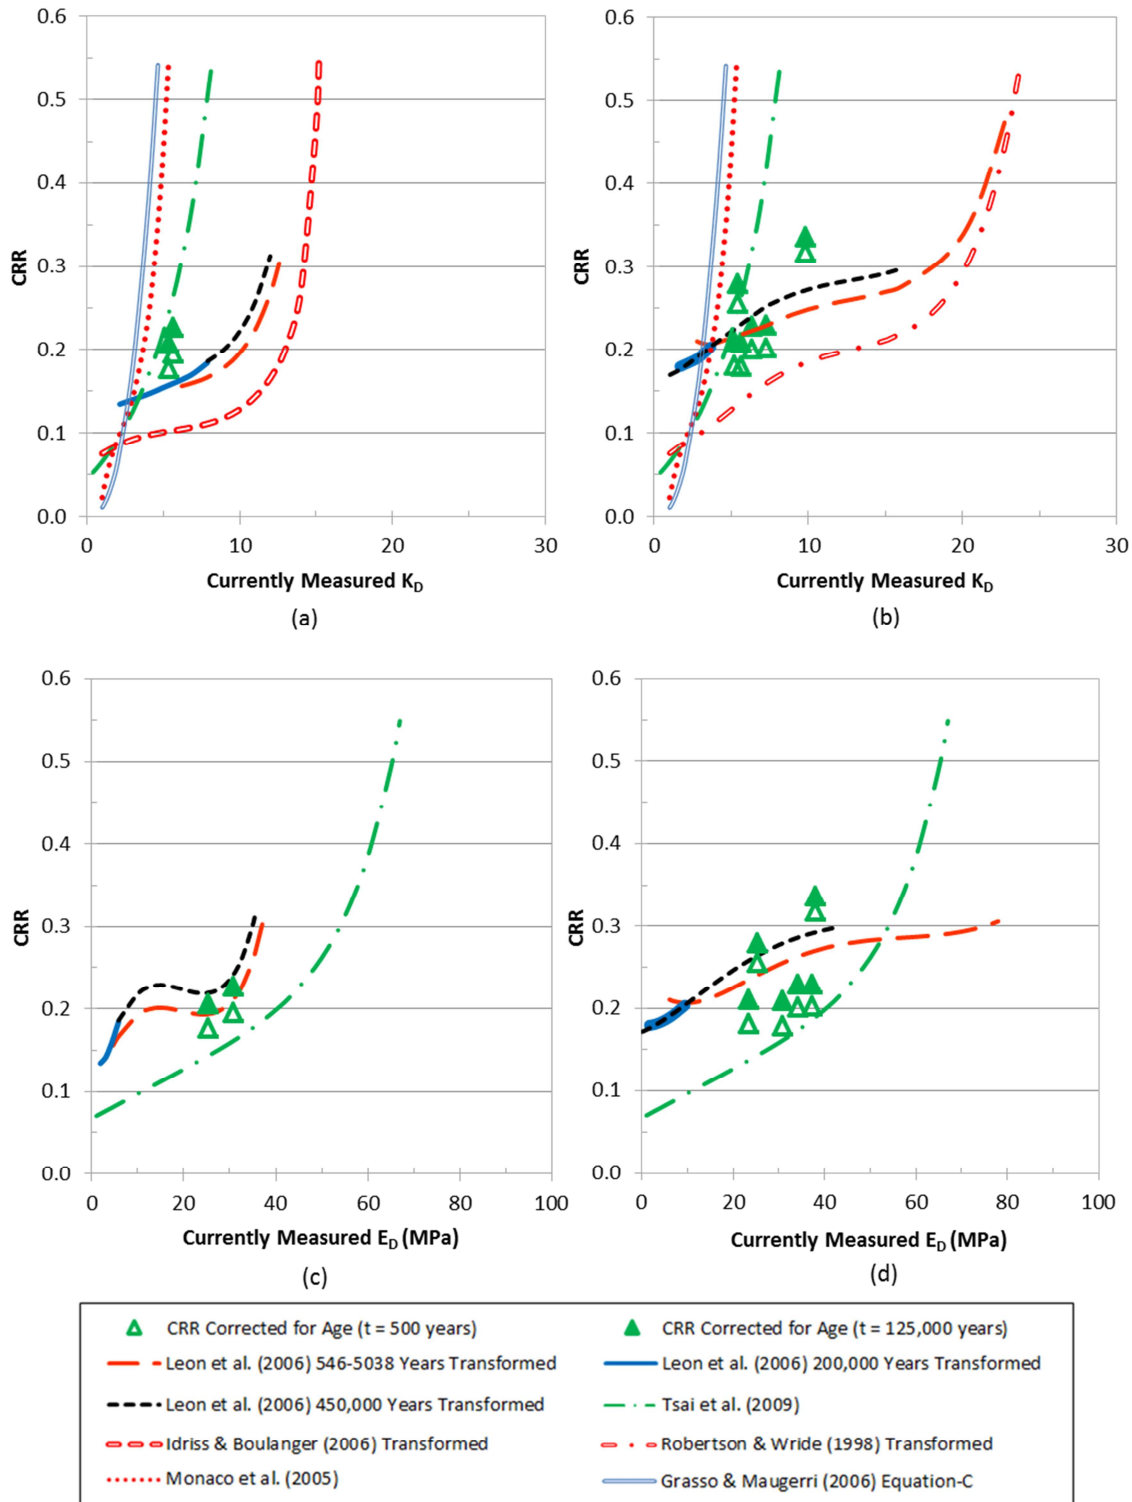 0.6
0.5
0.4
0.3
0.2
0.1
0.0
CRR
0
10
20
30
Currently Measured K_D
(a)
0.6
0.5
0.4
0.3
0.2
0.1
0.0
CRR
0
10
20
30
Currently Measured K_D
(b)
0.6
0.5
0.4
0.3
0.2
0.1
0.0
CRR
0
20
40
60
80
100
Currently Measured E_D (MPa)
(c)
0.6
0.5
0.4
0.3
0.2
0.1
0.0
CRR
0
20
40
60
80
100
Currently Measured E_D (MPa)
(d)
CRR Corrected for Age (t = 500 years)
CRR Corrected for Age (t = 125,000 years)
Leon et al. (2006) 546-5038 Years Transformed
Leon et al. (2006) 200,000 Years Transformed
Leon et al. (2006) 450,000 Years Transformed
Tsai et al. (2009)
Idriss & Boulanger (2006) Transformed
Robertson & Wride (1998) Transformed
Monaco et al. (2005)
Grasso & Maugerri (2006) Equation-C